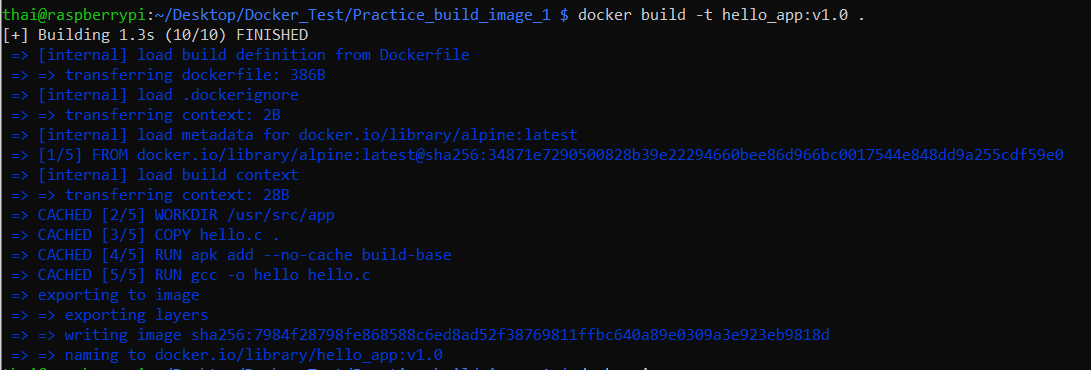 thai@raspberrypi:~/Desktop/Docker_Test/Practice_build_image_1 $ docker build -t hello_app:v1.0 .
[+] Building 1.3s (10/10) FINISHED
=> [internal] load build definition from Dockerfile
=> => transferring dockerfile: 386B
=> [internal] load .dockerignore
=> => transferring context: 2B
=> [internal] load metadata for docker.io/library/alpine:latest
=> [1/5] FROM docker.io/library/alpine:latest@sha256:34871e7290500828b39e22294660bee86d966bc0017544e848dd9a255cdf59e0
=> [internal] load build context
=> => transferring context: 28B
=> CACHED [2/5] WORKDIR /usr/src/app
=> CACHED [3/5] COPY hello.c .
=> CACHED [4/5] RUN apk add --no-cache build-base
=> CACHED [5/5] RUN gcc -o hello hello.c
=> exporting to image
=> => exporting layers
=> => writing image sha256:7984f28798fe868588c6ed8ad52f38769811ffbc640a89e0309a3e923eb9818d
=> => naming to docker.io/library/hello_app:v1.0